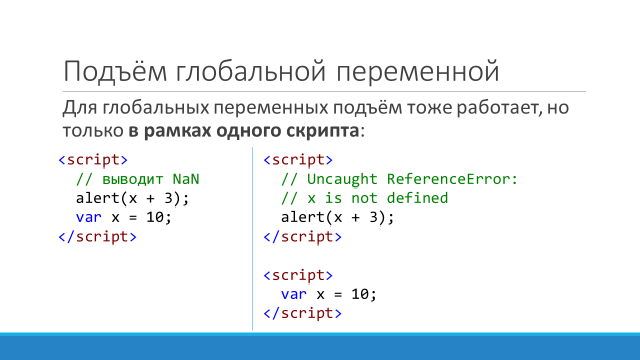 Подъём глобальной переменной
Для глобальных переменных подъём тоже работает, но
только в рамках одного скрипта:
<script>
// выводит NaN
alert(x + 3);
var x = 10;
</script>
<script>
// Uncaught ReferenceError:
// x is not defined
alert(x + 3);
</script>
<script>
var x = 10;
</script>